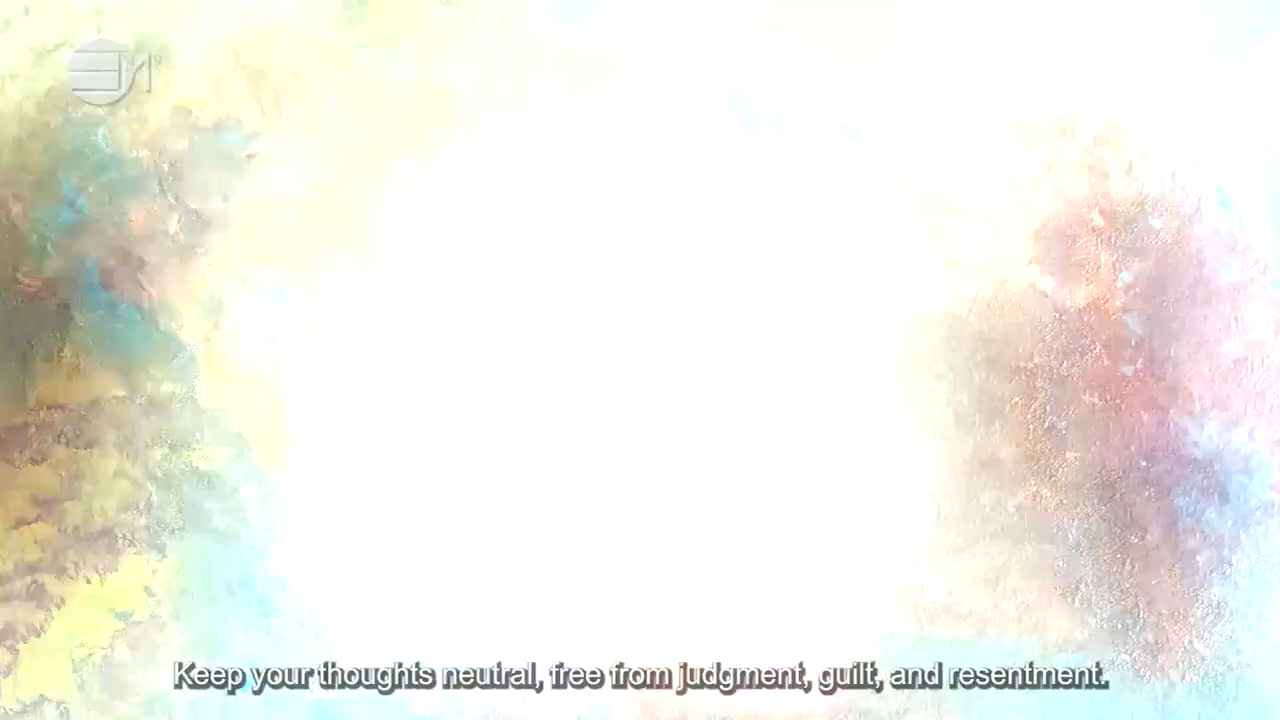 Keep your thoughts neutral, free from judgment, guilt, and resentment.